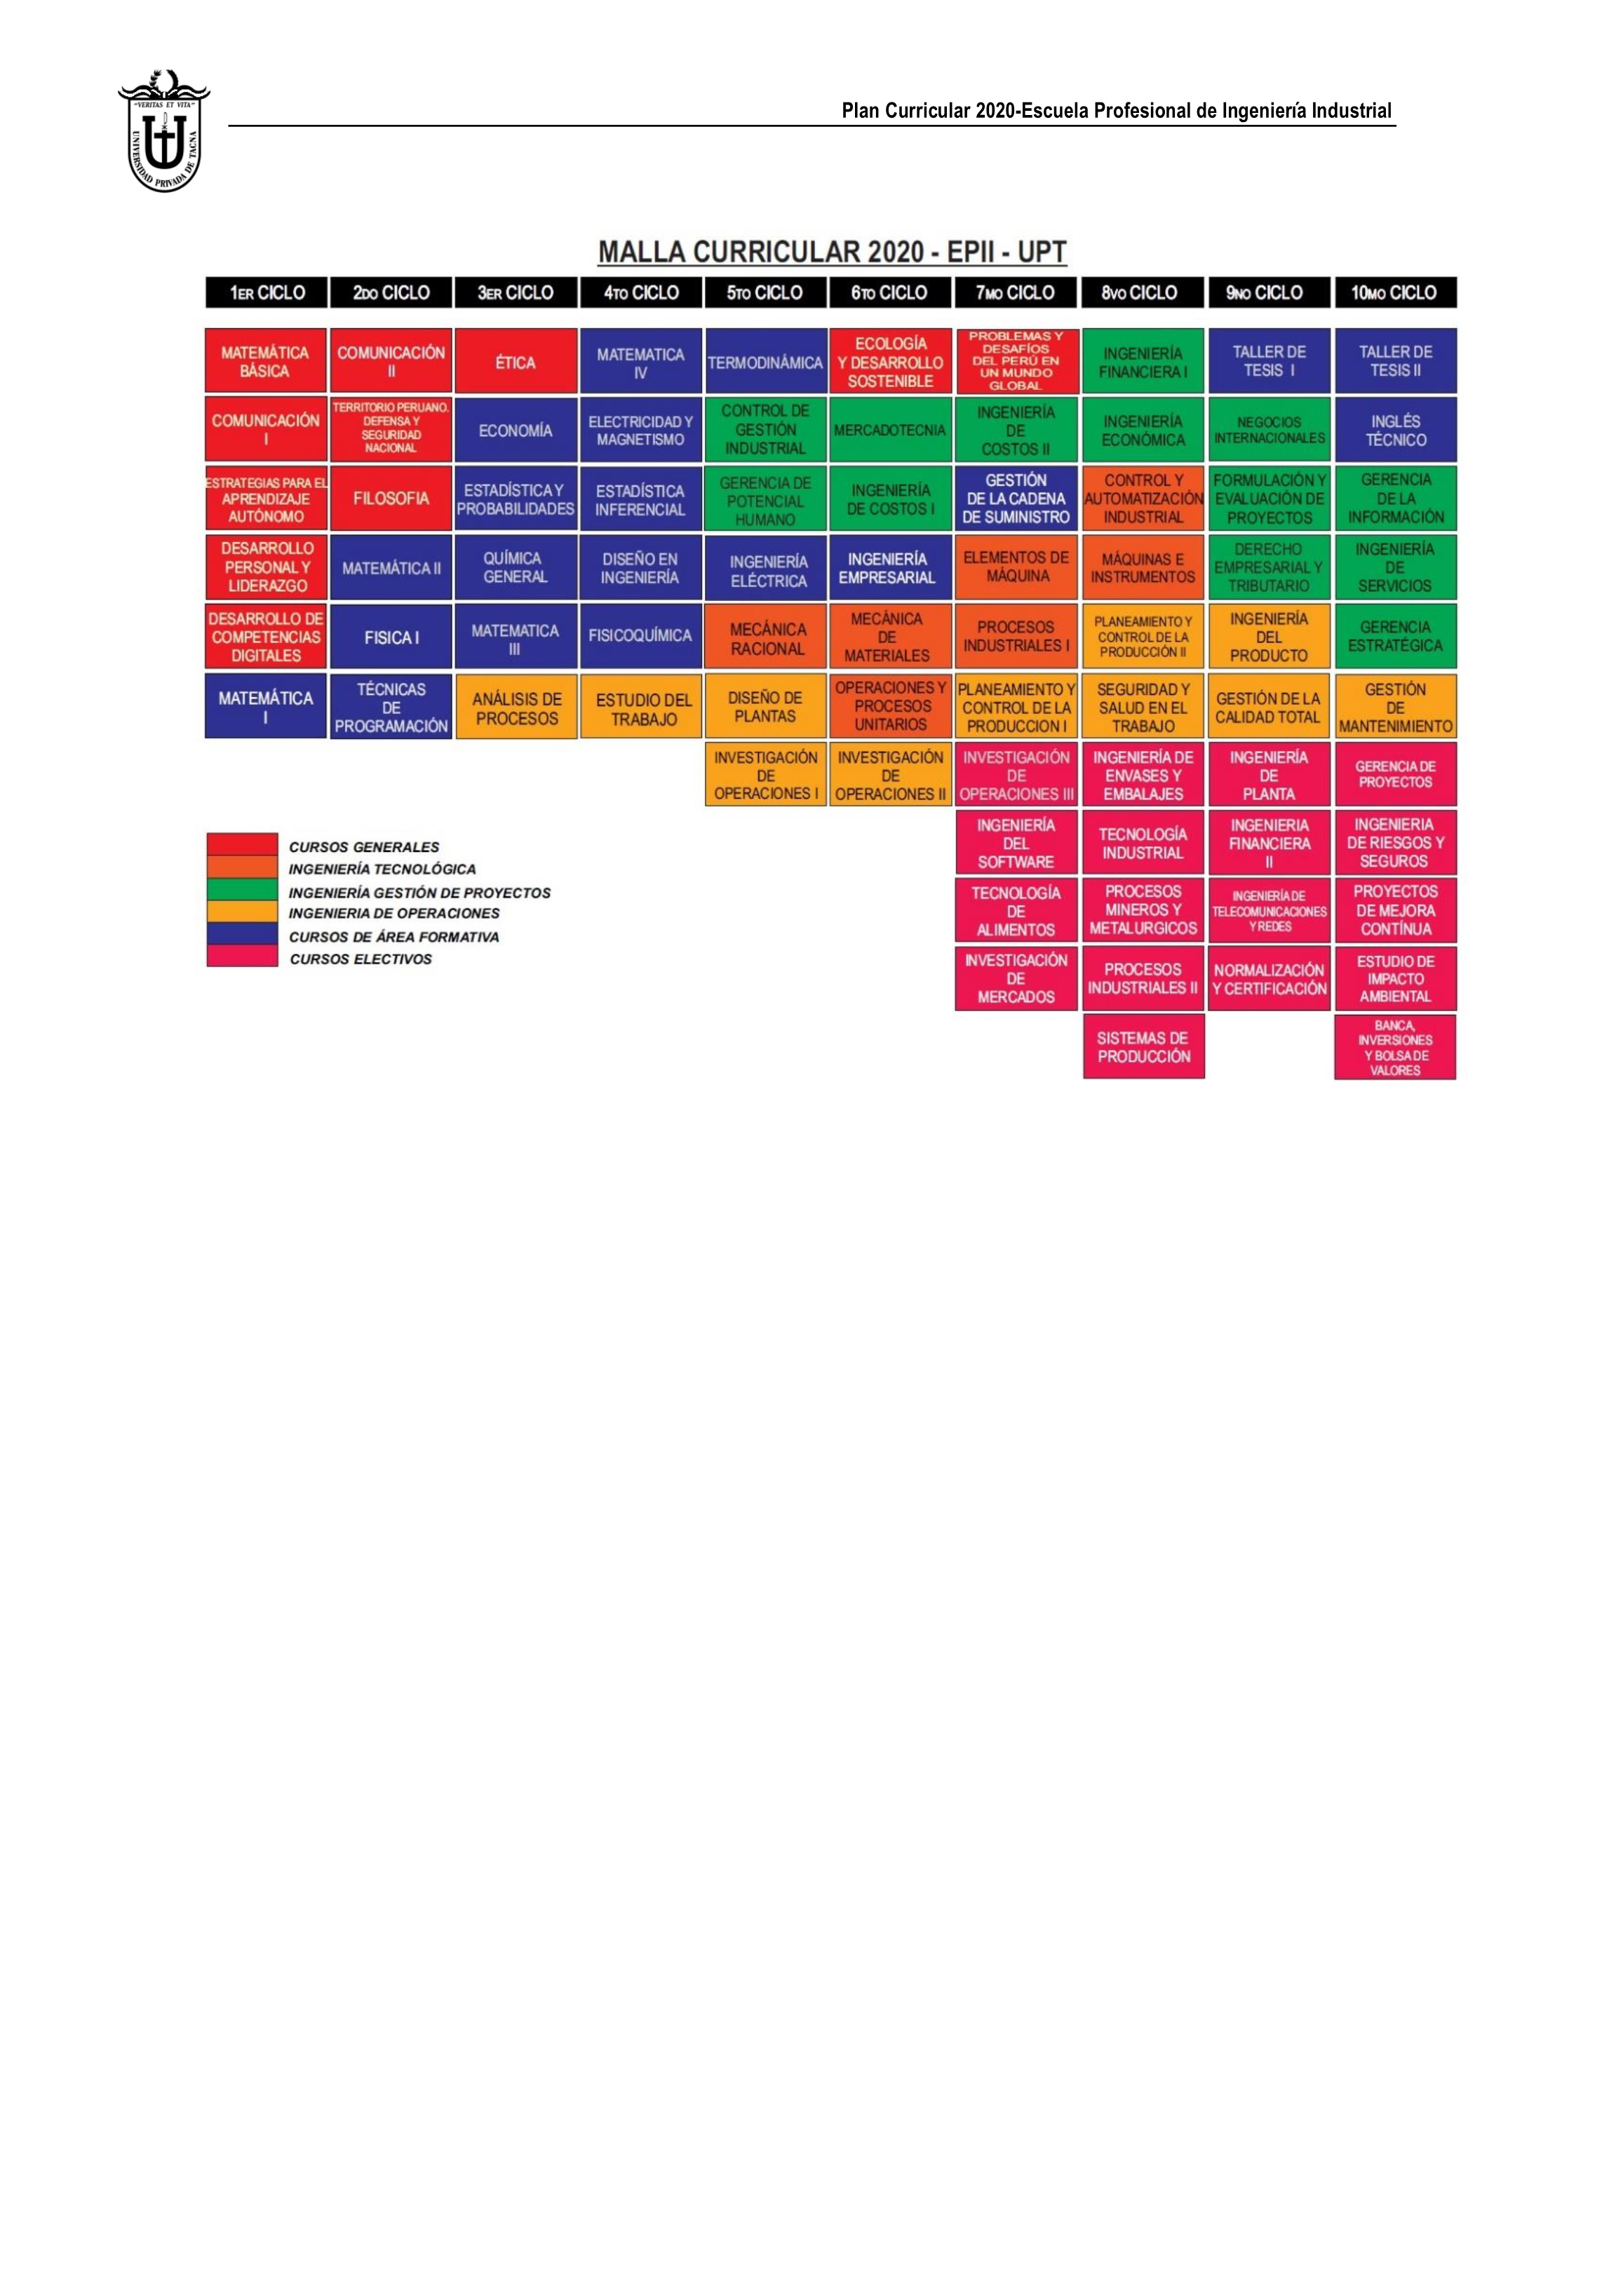 "VERITAS ET VITA"
UNIVERSIDAD PRIVADA DE TACNA
Plan Curricular 2020-Escuela Profesional de Ingeniería Industrial
MALLA CURRICULAR 2020 - EPII - UPT
1ER CICLO
2DO CICLO
3ER CICLO
4TO CICLO
5TO CICLO
6TO CICLO
7MO CICLO
8VO CICLO
9NO CICLO
10MO CICLO
MATEMÁTICA
BÁSICA
COMUNICACIÓN
II
ÉTICA
MATEMATICA
IV
TERMODINÁMICA
ECOLOGÍA
Y DESARROLLO
SOSTENIBLE
PROBLEMAS Y
DESAFÍOS
DEL PERÚ EN
UN MUNDO
GLOBAL
INGENIERÍA
FINANCIERA I
TALLER DE
TESIS I
TALLER DE
TESIS II
COMUNICACIÓN
I
TERRITORIO PERUANO.
DEFENSA Y
SEGURIDAD
NACIONAL
ECONOMÍA
ELECTRICIDAD Y
MAGNETISMO
CONTROL DE
GESTIÓN
INDUSTRIAL
MERCADOTECNIA
INGENIERÍA
DE
COSTOS II
INGENIERÍA
ECONÓMICA
NEGOCIOS
INTERNACIONALES
INGLÉS
TÉCNICO
ESTRATEGIAS PARA EL
APRENDIZAJE
AUTÓNOMO
FILOSOFIA
ESTADÍSTICA Y
PROBABILIDADES
ESTADÍSTICA
INFERENCIAL
GERENCIA DE
POTENCIAL
HUMANO
INGENIERÍA
DE COSTOS I
GESTIÓN
DE LA CADENA
DE SUMINISTRO
CONTROL Y
AUTOMATIZACIÓN
INDUSTRIAL
FORMULACIÓN Y
EVALUACIÓN DE
PROYECTOS
GERENCIA
DE LA
INFORMACIÓN
DESARROLLO
PERSONAL Y
LIDERAZGO
MATEMÁTICA II
QUÍMICA
GENERAL
DISEÑO EN
INGENIERÍA
INGENIERÍA
ELÉCTRICA
INGENIERÍA
EMPRESARIAL
ELEMENTOS DE
MÁQUINA
MÁQUINAS E
INSTRUMENTOS
DERECHO
EMPRESARIAL Y
TRIBUTARIO
INGENIERÍA
DE
SERVICIOS
DESARROLLO DE
COMPETENCIAS
DIGITALES
FISICA I
MATEMATICA
III
FISICOQUÍMICA
MECÁNICA
RACIONAL
MECÁNICA
DE
MATERIALES
PROCESOS
INDUSTRIALES I
PLANEAMIENTO Y
CONTROL DE LA
PRODUCCIÓN II
INGENIERÍA
DEL
PRODUCTO
GERENCIA
ESTRATÉGICA
MATEMÁTICA
I
TÉCNICAS
DE
PROGRAMACIÓN
ANÁLISIS DE
PROCESOS
ESTUDIO DEL
TRABAJO
DISEÑO DE
PLANTAS
OPERACIONES Y
PROCESOS
UNITARIOS
PLANEAMIENTO Y
CONTROL DE LA
PRODUCCION I
SEGURIDAD Y
SALUD EN EL
TRABAJO
GESTIÓN DE LA
CALIDAD TOTAL
GESTIÓN
DE
MANTENIMIENTO
INVESTIGACIÓN
DE
OPERACIONES I
INVESTIGACIÓN
DE
OPERACIONES II
INVESTIGACIÓN
DE
OPERACIONES III
INGENIERÍA DE
ENVASES Y
EMBALAJES
INGENIERÍA
DE
PLANTA
GERENCIA DE
PROYECTOS
INGENIERÍA
DEL
SOFTWARE
TECNOLOGÍA
INDUSTRIAL
INGENIERIA
FINANCIERA
II
INGENIERIA
DE RIESGOS Y
SEGUROS
TECNOLOGÍA
DE
ALIMENTOS
PROCESOS
MINEROS Y
METALURGICOS
INGENIERÍA DE
TELECOMUNICACIONES
Y REDES
PROYECTOS
DE MEJORA
CONTÍNUA
INVESTIGACIÓN
DE
MERCADOS
PROCESOS
INDUSTRIALES II
NORMALIZACIÓN
Y CERTIFICACIÓN
ESTUDIO DE
IMPACTO
AMBIENTAL
SISTEMAS DE
PRODUCCIÓN
BANCA,
INVERSIONES
Y BOLSA DE
VALORES
CURSOS GENERALES
INGENIERÍA TECNOLÓGICA
INGENIERÍA GESTIÓN DE PROYECTOS
INGENIERIA DE OPERACIONES
CURSOS DE ÁREA FORMATIVA
CURSOS ELECTIVOS